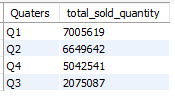 Quaters total_sold_quantity
Q1 7005619
Q2 6649642
Q4 5042541
Q3 2075087